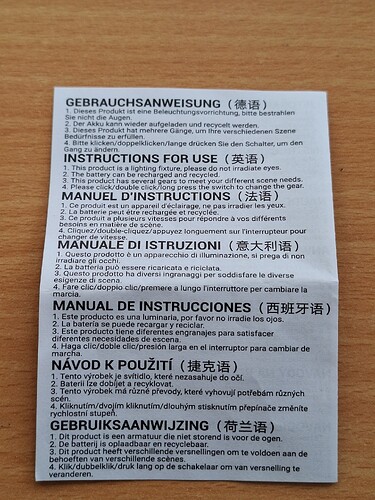 GEBRAUCHSANWEISUNG（德语）
1. Dieses Produkt ist eine Beleuchtungsvorrichtung, bitte bestrahlen
Sie nicht die Augen.
2. Der Akku kann wieder aufgeladen und recycelt werden.
3. Dieses Produkt hat mehrere Gänge, um Ihre verschiedenen Szene
Bedürfnisse zu erfüllen.
4. Bitte klicken/doppelklicken/lange drücken Sie den Schalter, um den
Gang zu ändern.
INSTRUCTIONS FOR USE（英语）
1. This product is a lighting fixture, please do not irradiate eyes.
2. The battery can be recharged and recycled.
3. This product has several gears to meet your different scene needs.
4. Please click/double click/long press the switch to change the gear.
MANUEL D'INSTRUCTIONS（法语）
1. Ce produit est un appareil d'éclairage, ne pas irradier les yeux.
2. La batterie peut être rechargée et recyclée.
3. Ce produit a plusieurs vitesses pour répondre à vos différents
besoins en matière de scène.
4. Cliquez/double-cliquez/appuyez longuement sur l'interrupteur pour
changer de vitesse.
MANUALE DI ISTRUZIONI（意大利语）
1. Questo prodotto è un apparecchio di illuminazione, si prega di non
irradiare gli occhi.
2. La batteria può essere ricaricata e riciclata.
3. Questo prodotto ha diversi ingranaggi per soddisfare le diverse
esigenze di scena.
4. Fare clic/doppio clic/premere a lungo l'interruttore per cambiare la
marcia.
MANUAL DE INSTRUCCIONES（西班牙语）
1. Este producto es una luminaria, por favor no irradie los ojos.
2. La batería se puede recargar y reciclar.
3. Este producto tiene diferentes engranajes para satisfacer
diferentes necesidades de escena.
4. Haga clic/doble clic/presión larga en el interruptor para cambiar de
marcha.
NÁVOD K POUŽITÍ（捷克语）
1. Tento výrobek je svítidlo, které nezasahuje do očí.
2. Baterii lze dobíjet a recyklovat.
3. Tento výrobek má různé převody, které vyhovují potřebám různých
scén.
4. Kliknutím/dvojím kliknutím/dlouhým stisknutím přepínače změníte
rychlostní stupeň.
GEBRUIKSAANWIJZING（荷兰语）
1. Dit product is een armatuur die niet storend is voor de ogen.
2. De batterij is oplaadbaar en recyclebaar.
3. Dit product heeft verschillende versnellingen om te voldoen aan de
behoeften van verschillende scènes.
4. Klik/dubbelklik/druk lang op de schakelaar om van versnelling te
veranderen.